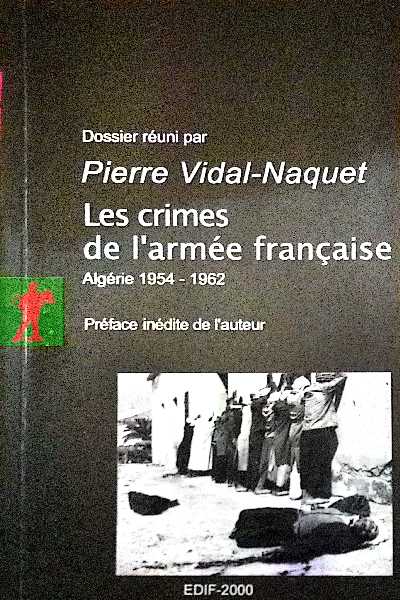 Dossier réuni par
Pierre Vidal-Naquet
Les crimes
de l'armée française
Algérie 1954 - 1962
Préface inédite de l'auteur
EDIF-2000